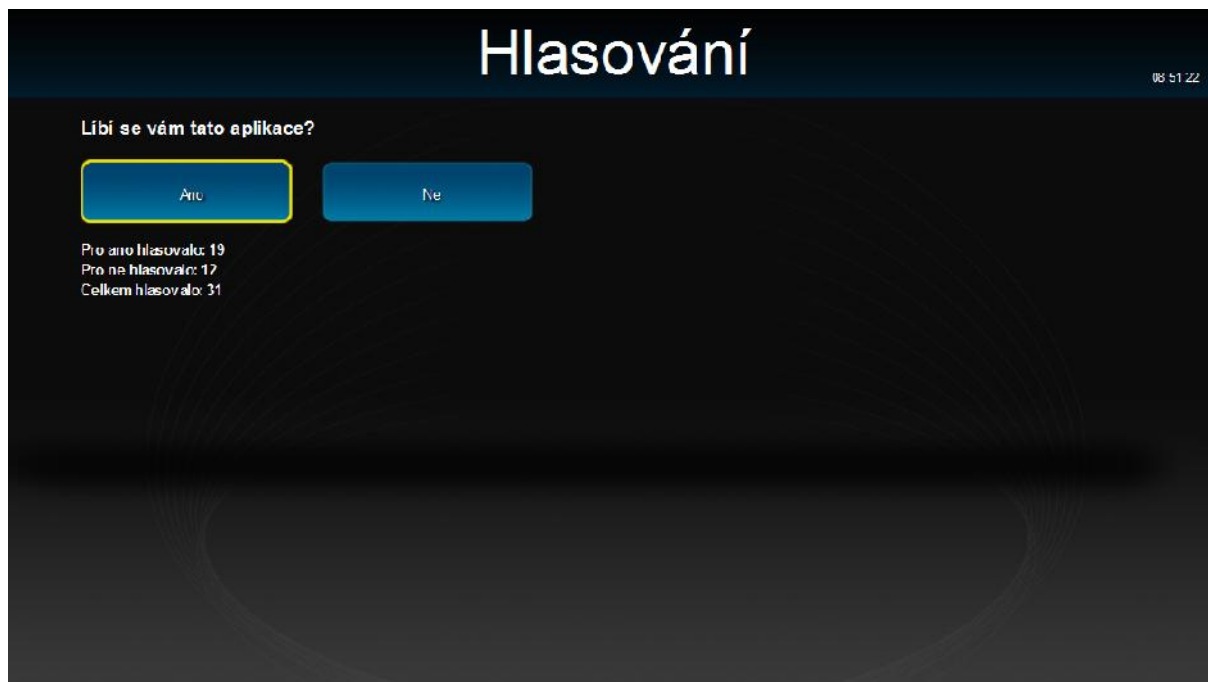 Hlasování
08:51:22
Líbí se vám tato aplikace?
Ano
Ne
Pro ano hlasovalo: 19
Pro ne hlasovalo: 12
Celkem hlasovalo: 31